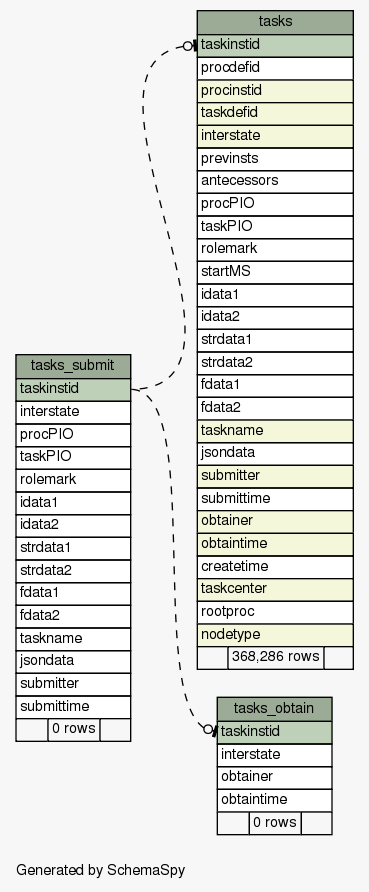 tasks
taskinstid
procdefid
procinstid
taskdefid
interstate
previnsts
antecessors
procPIO
taskPIO
rolemark
startMS
idata1
idata2
strdata1
strdata2
fdata1
fdata2
taskname
jsondata
submitter
submittime
obtainer
obtaintime
createtime
taskcenter
rootproc
nodetype
368,286 rows
tasks_submit
taskinstid
interstate
procPIO
taskPIO
rolemark
idata1
idata2
strdata1
strdata2
fdata1
fdata2
taskname
jsondata
submitter
submittime
0 rows
tasks_obtain
taskinstid
interstate
obtainer
obtaintime
0 rows
Generated by SchemaSpy